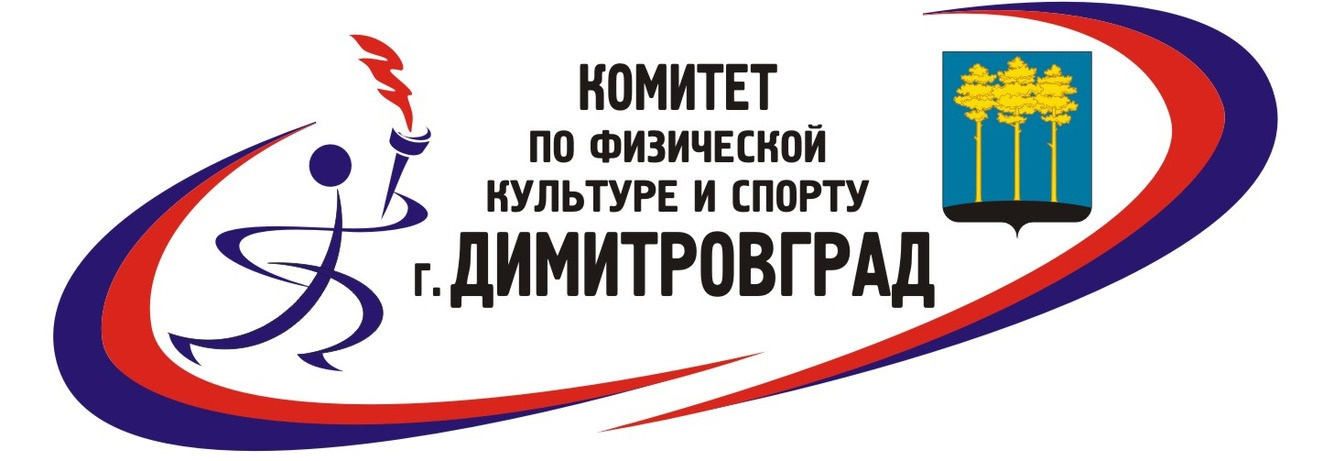 КОМИТЕТ
ПО ФИЗИЧЕСКОЙ
КУЛЬТУРЕ И СПОРТУ
г. ДИМИТРОВГРАД